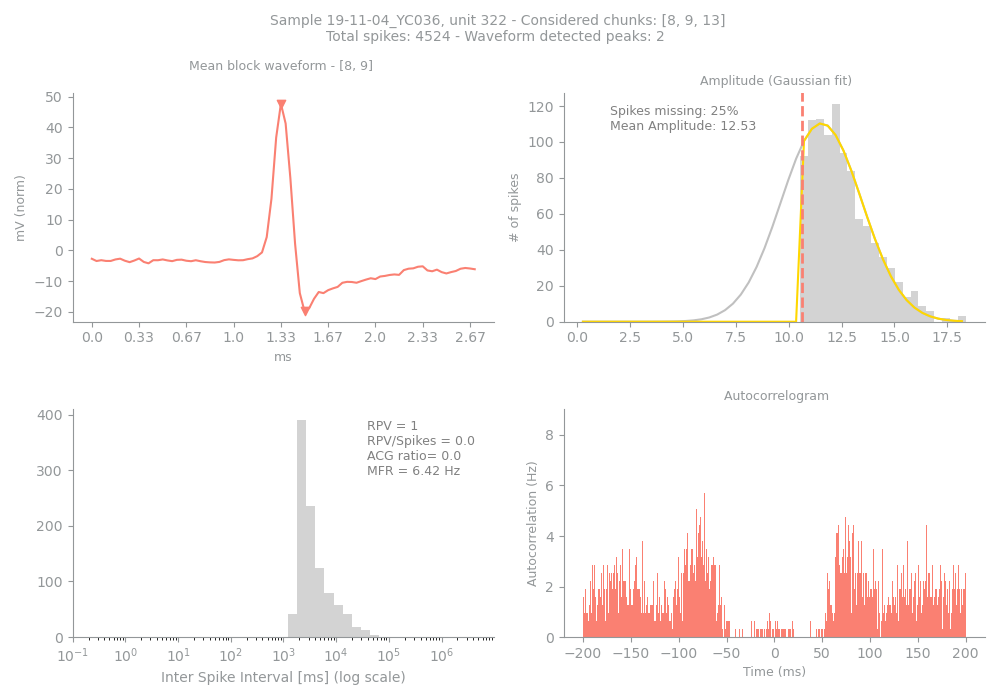 Sample 19-11-04_YC036, unit 322 - Considered chunks: [8, 9, 13]
Total spikes: 4524 - Waveform detected peaks: 2
Mean block waveform - [8, 9]
50
40
30
20
10
0
−10
−20
mV (norm)
0.0 0.33 0.67 1.0 1.33 1.67 2.0 2.33 2.67
ms
Amplitude (Gaussian fit)
Spikes missing: 25%
Mean Amplitude: 12.53
120
100
80
60
40
20
0
# of spikes
0.0 2.5 5.0 7.5 10.0 12.5 15.0 17.5
400
300
200
100
0
RPV = 1
RPV/Spikes = 0.0
ACG ratio= 0.0
MFR = 6.42 Hz
10⁻¹ 10⁰ 10¹ 10² 10³ 10⁴ 10⁵ 10⁶
Inter Spike Interval [ms] (log scale)
Autocorrelogram
8
6
4
2
0
Autocorrelation (Hz)
−200 −150 −100 −50 0 50 100 150 200
Time (ms)